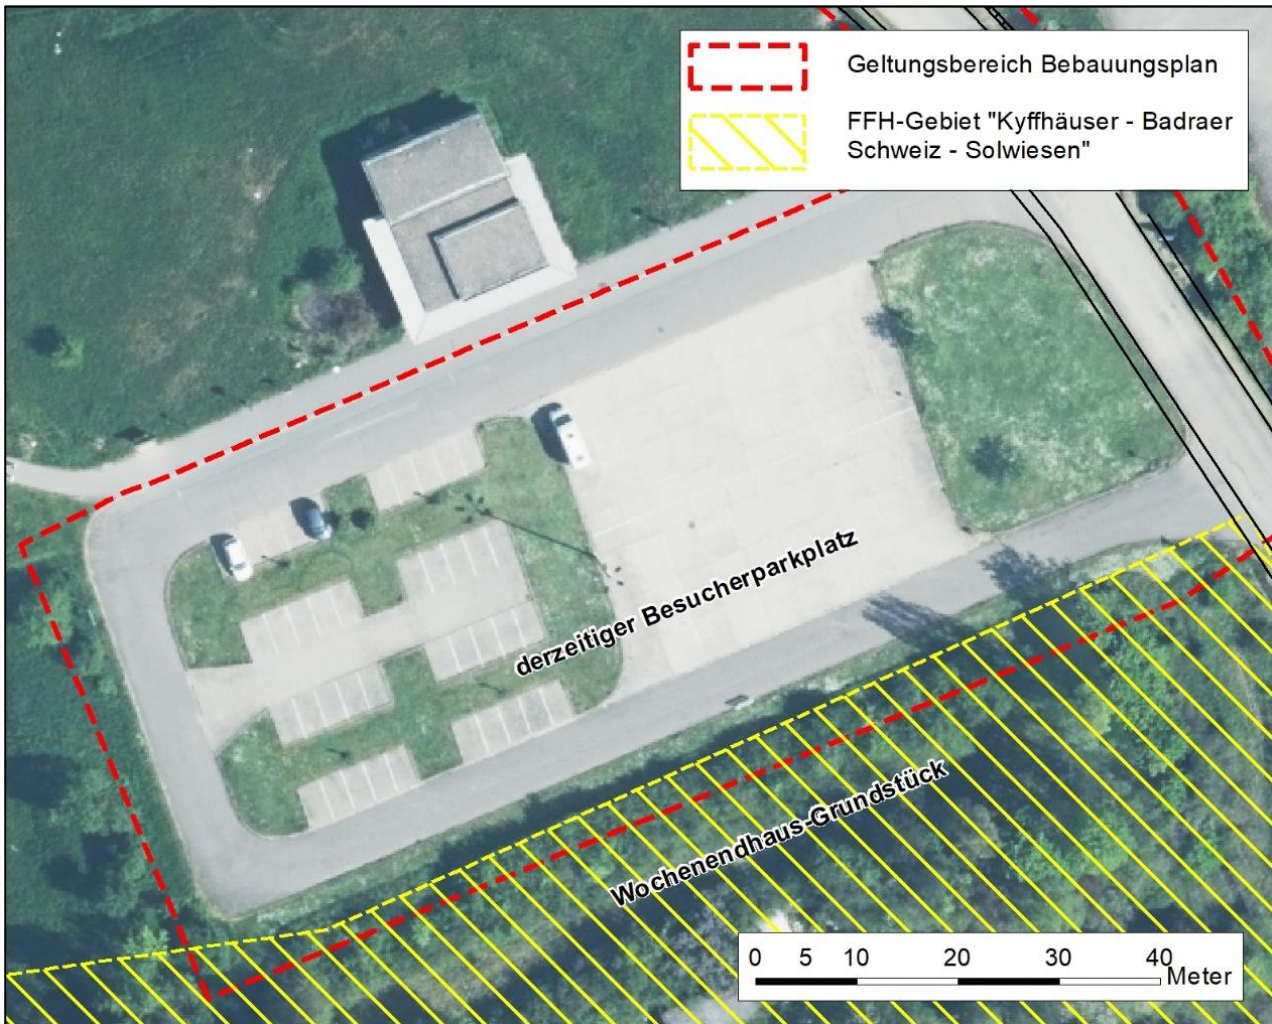 Geltungsbereich Bebauungsplan
FFH-Gebiet "Kyffhäuser - Badraer
Schweiz - Solwiesen"
derzeitiger Besucherparkplatz
Wochenendhaus-Grundstück
0 5 10 20 30 40 Meter